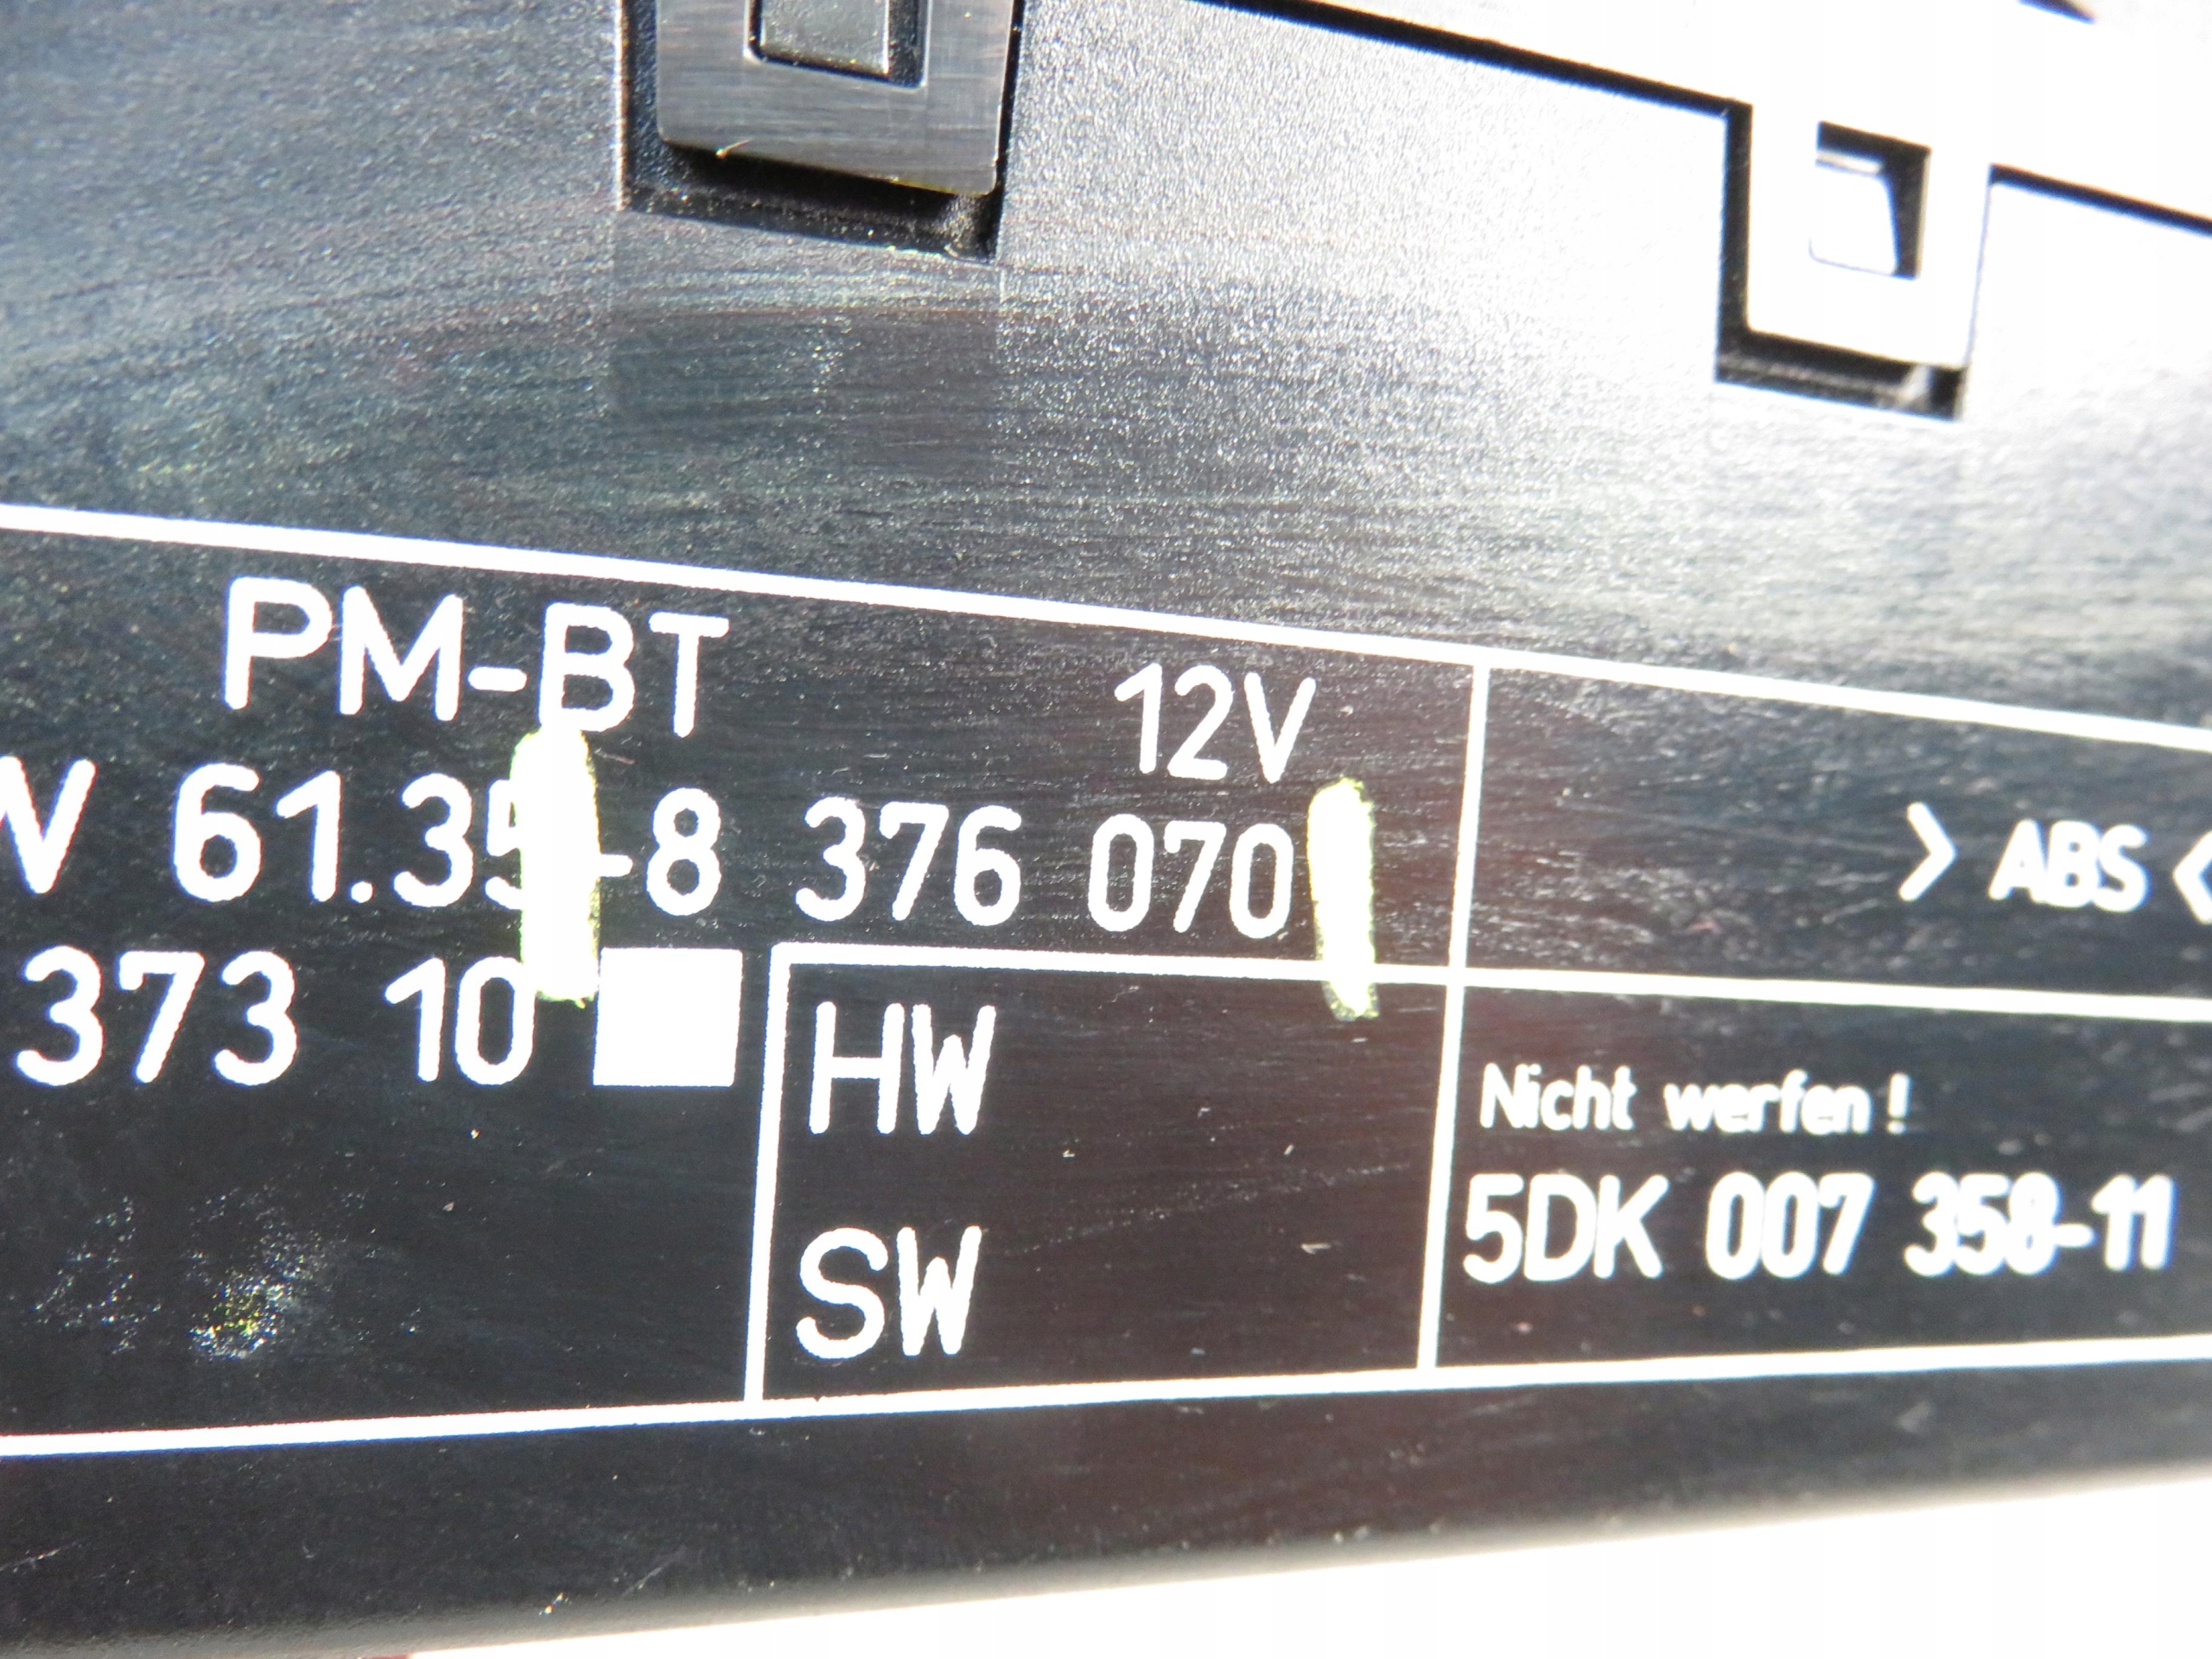 PM-BT 12V
W 61.35-8 376 070
> ABS <
373 10
HW
SW
Nicht werfen!
5DK 007 358-11